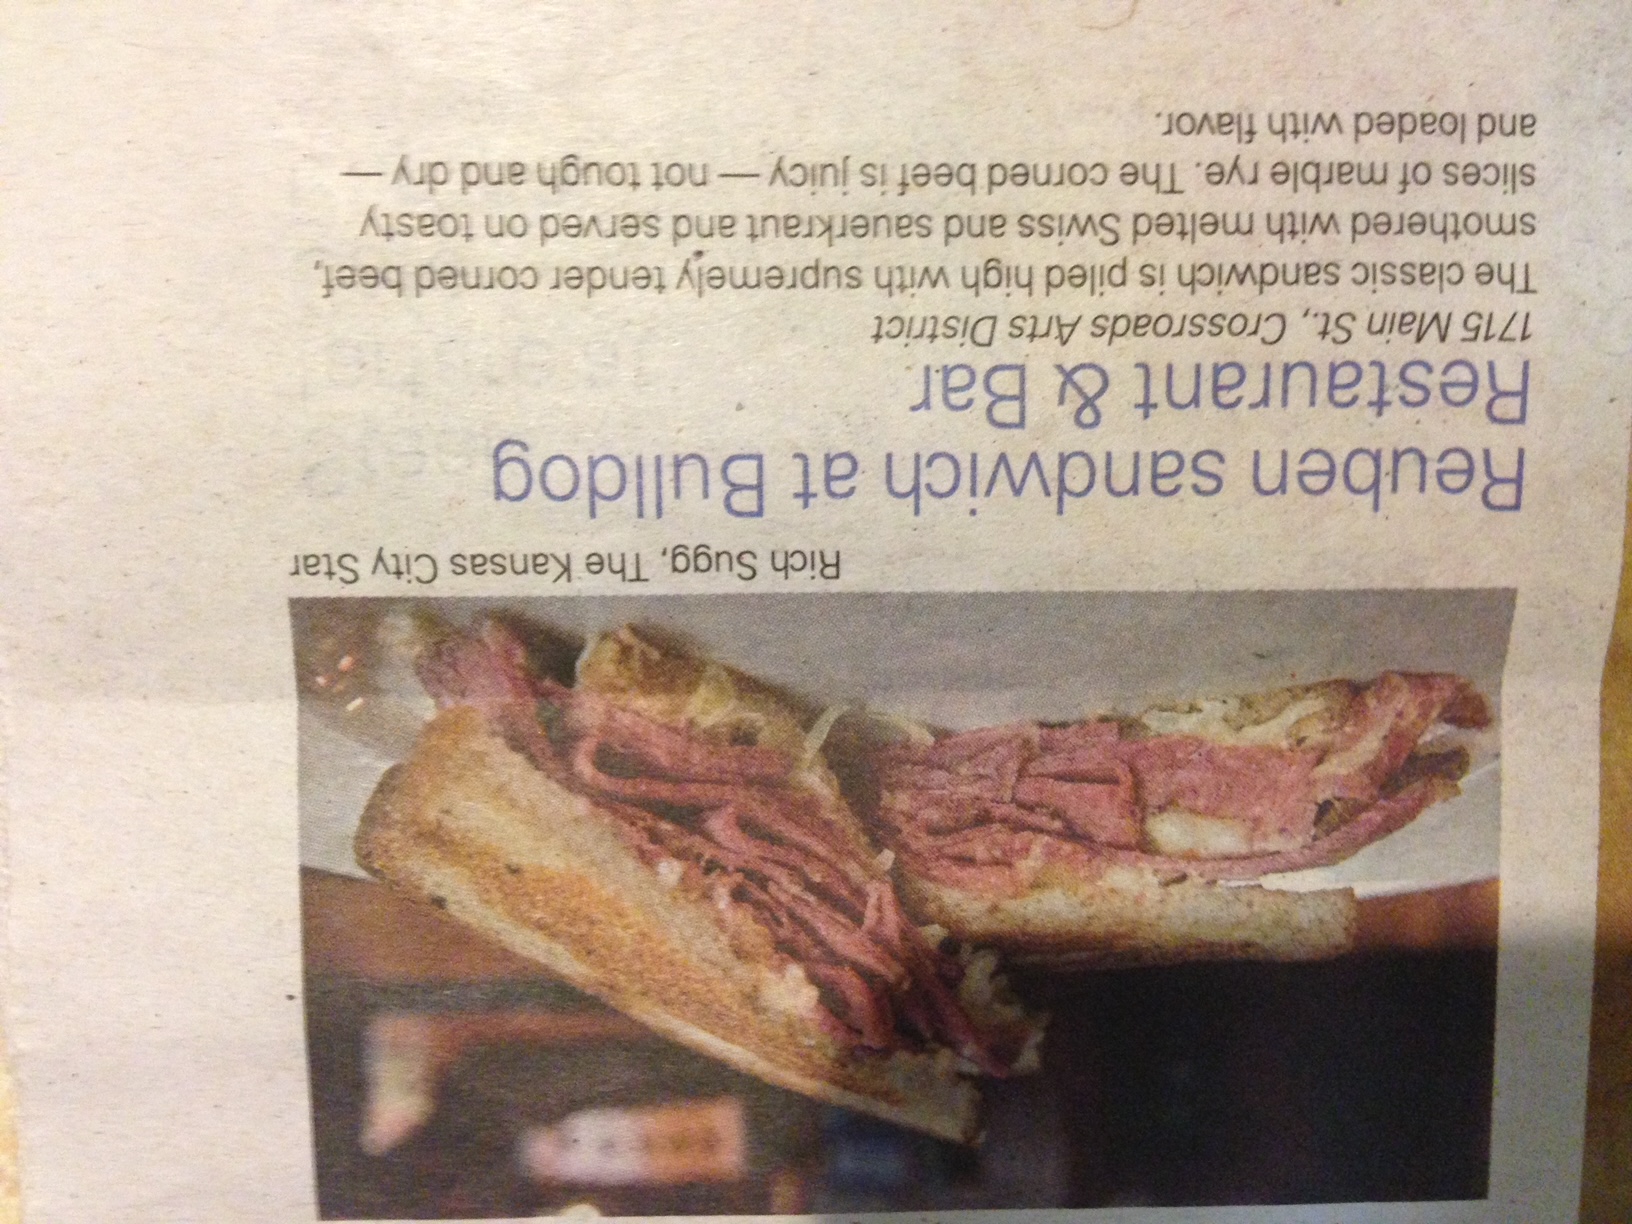 Rich Sugg, The Kansas City Star
Reuben sandwich at Bulldog
Restaurant & Bar
1715 Main St., Crossroads Arts District
The classic sandwich is piled high with supremely tender corned beef,
smothered with melted Swiss and sauerkraut and served on toasty
slices of marble rye. The corned beef is juicy — not tough and dry —
and loaded with flavor.